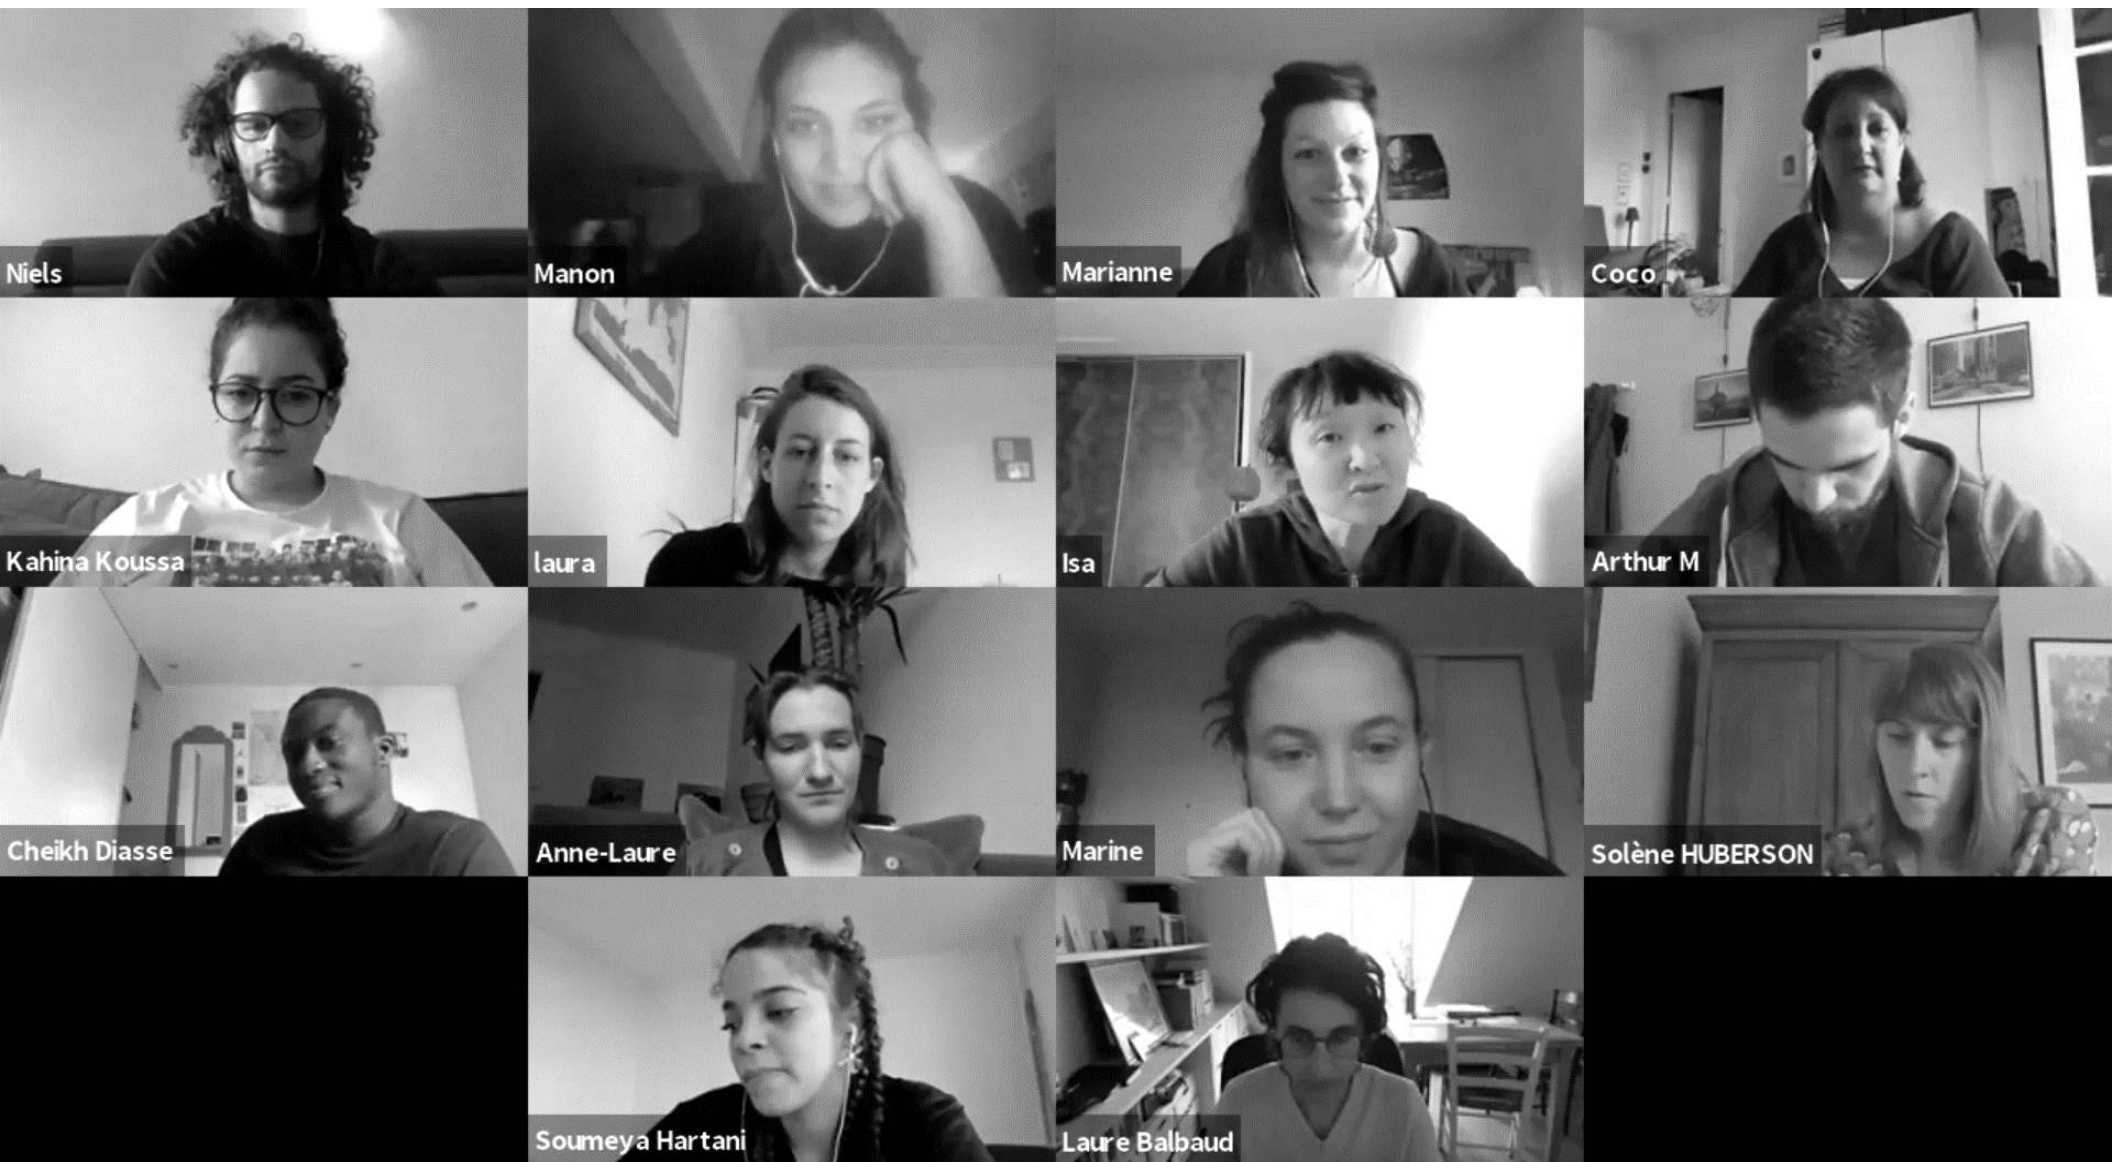 Niels
Manon
Marianne
Coco
Kahina Koussa
laura
Isa
Arthur M
Cheikh Diasse
Anne-Laure
Marine
Solène HUBERSON
Soumeya Hartani
Laure Balbaud